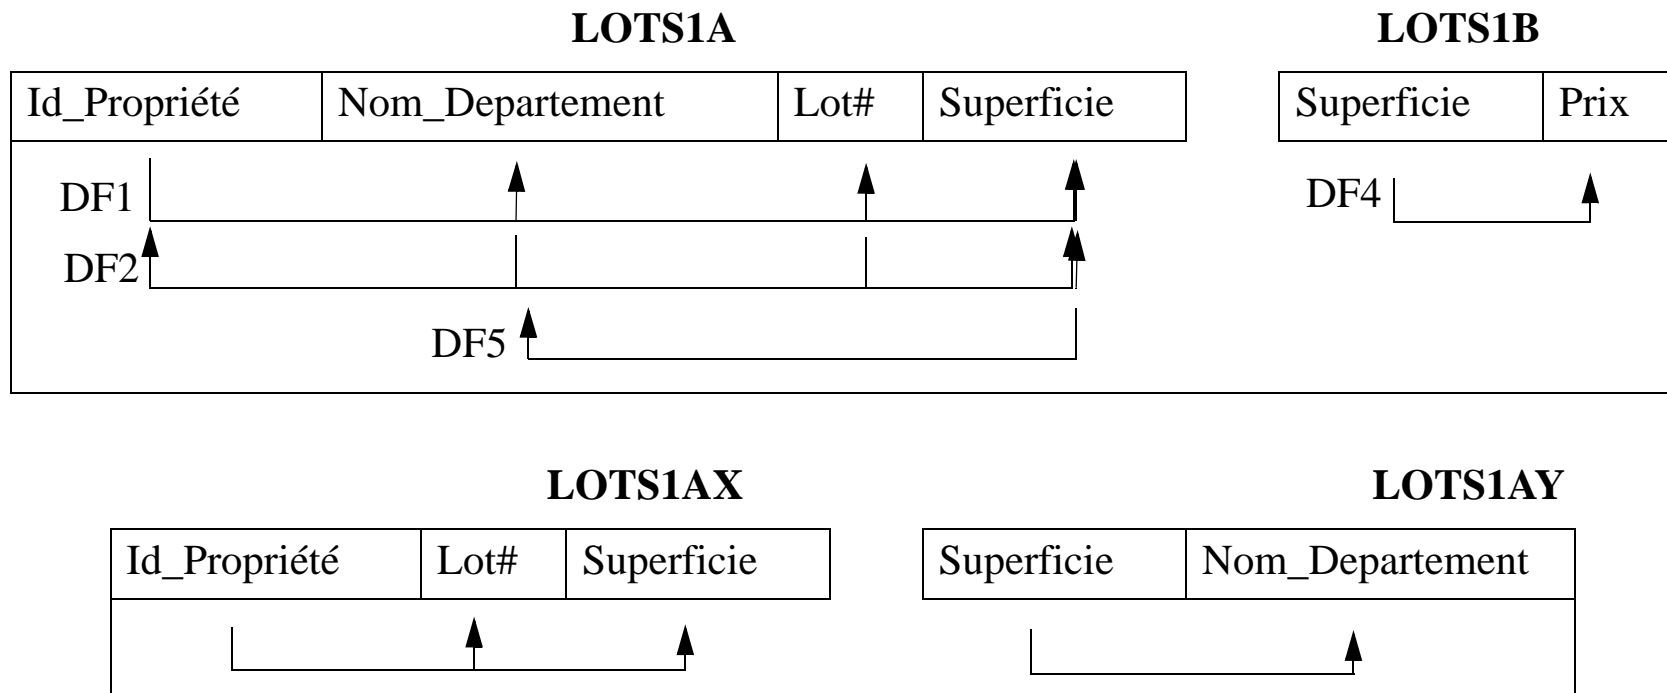 LOTS1A LOTS1B
Id_Propriété Nom_Departement Lot# Superficie Superficie Prix
DF1 DF4
DF2
DF5
LOTS1AX LOTS1AY
Id_Propriété Lot# Superficie Superficie Nom_Departement